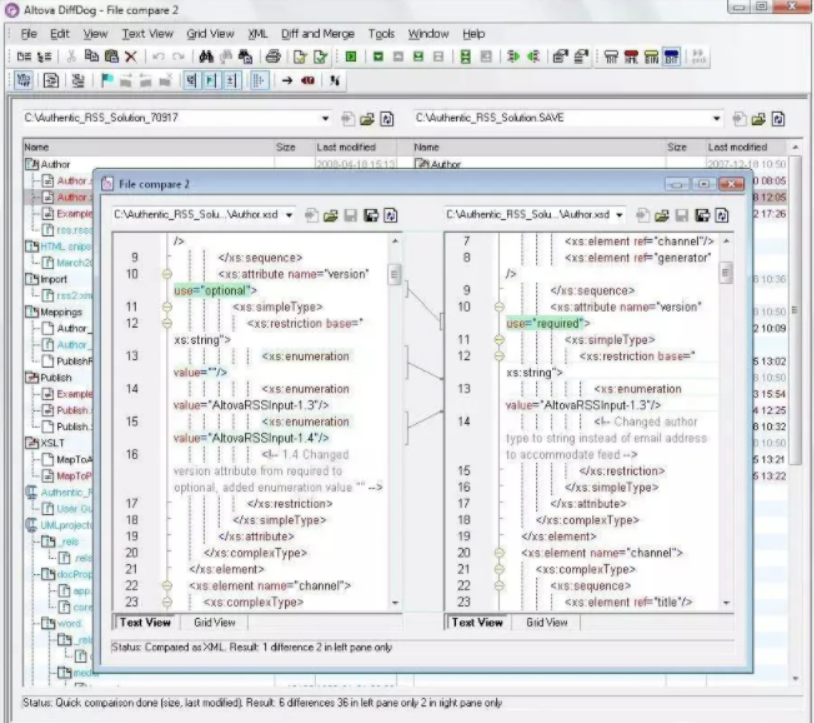 Altova DiffDog - File compare 2
File Edit View Text View Grid View XML Diff and Merge Tools Window Help
C:\Authentic_RSS_Solution_70917 C:\Authentic_RSS_Solution.SAVE
Name Size Last modified Name Size Last modified
Author 2008-04-18 15:13 Author 2007-12-18 10:50
Author. 0 08:05
Author. 8 12:05
Example 2 17:26
HTML snipe
March20
Import 8 10:36
Mappings 8 10:50
Author_ 2 10:09
Author_
PublishF 5 13:02
Publish 8 10:50
Example 3 15:54
Publish. 4 12:25
Publish. 8 10:32
XSLT 8 10:50
MapToA 5 13:21
MapToP 5 13:22
Authentic_F
User Gu
UMLproject
_rels
rels
docProp
app.
core
word
_rels
media
File compare 2
C:\Authentic_RSS_Solu...\Author.xsd
/>
9 </xs:sequence>
10 <xs:attribute name="version"
use="optional">
11 <xs:simpleType>
12 <xs:restriction base="
xs:string">
13 <xs:enumeration
value=""/>
14 <xs:enumeration
value="AltovaRSSInput-1.3"/>
15 <xs:enumeration
value="AltovaRSSInput-1.4"/>
16 <!-- 1.4 Changed
version attribute from required to
optional, added enumeration value "" -->
17 </xs:restriction>
18 </xs:simpleType>
19 </xs:attribute>
20 </xs:complexType>
21 </xs:element>
22 <xs:element name="channel">
23 <xs:complexType>
Text View Grid View
C:\Authentic_RSS_Solu...\Author.xsd
7 <xs:element ref="channel"/>
8 <xs:element ref="generator"
/>
9 </xs:sequence>
10 <xs:attribute name="version"
use="required">
11 <xs:simpleType>
12 <xs:restriction base="
xs:string">
13 <xs:enumeration
value="AltovaRSSInput-1.3"/>
14 <!-- Changed author
type to string instead of email address
to accommodate feed -->
15 </xs:restriction>
16 </xs:simpleType>
17 </xs:attribute>
18 </xs:complexType>
19 </xs:element>
20 <xs:element name="channel">
21 <xs:complexType>
22 <xs:sequence>
23 <xs:element ref="title"/>
Text View Grid View
Status: Compared as XML. Result: 1 difference 2 in left pane only
Status: Quick comparison done (size, last modified). Result: 6 differences 36 in left pane only 2 in right pane only